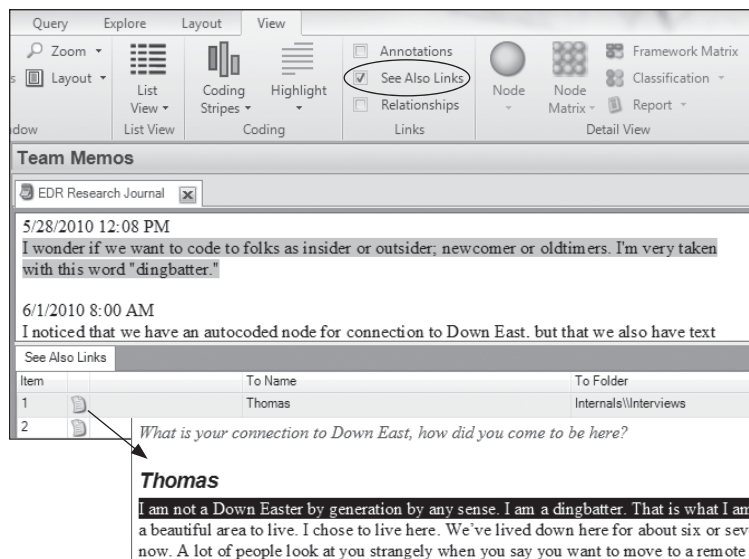 Query Explore Layout View
Zoom Annotations Framework Matrix
s Layout See Also Links Classification
List View Coding Stripes Highlight Relationships Node Node Matrix Report
dow List View Coding Links Detail View
Team Memos
EDR Research Journal
5/28/2010 12:08 PM
I wonder if we want to code to folks as insider or outsider; newcomer or oldtimers. I'm very taken
with this word "dingbatter."
6/1/2010 8:00 AM
I noticed that we have an autocoded node for connection to Down East. but that we also have text
See Also Links
Item To Name To Folder
1 Thomas Internals\\Interviews
2
What is your connection to Down East, how did you come to be here?
Thomas
I am not a Down Easter by generation by any sense. I am a dingbatter. That is what I am
a beautiful area to live. I chose to live here. We've lived down here for about six or sev
now. A lot of people look at you strangely when you say you want to move to a remote